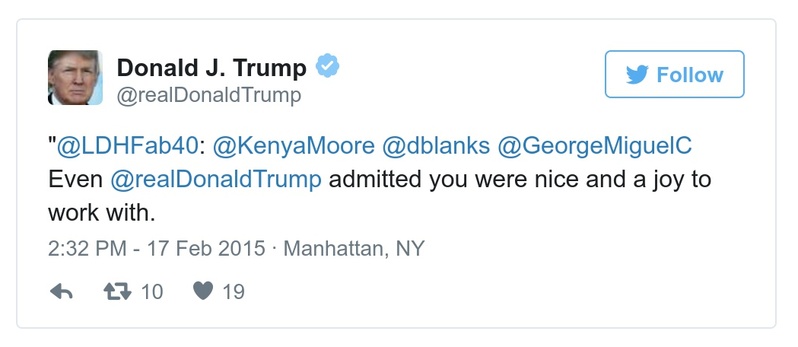 Donald J. Trump
@realDonaldTrump
Follow
"@LDHFab40: @KenyaMoore @dblanks @GeorgeMiguelC
Even @realDonaldTrump admitted you were nice and a joy to
work with.
2:32 PM - 17 Feb 2015 · Manhattan, NY
10 19